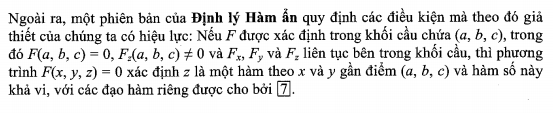 Ngoài ra, một phiên bản của Định lý Hàm ẩn quy định các điều kiện mà theo đó giả
thiết của chúng ta có hiệu lực: Nếu F được xác định trong khối cầu chứa (a, b, c), trong
đó F(a, b, c) = 0, Fz(a, b, c) ≠ 0 và Fx, Fy và Fz liên tục bên trong khối cầu, thì phương
trình F(x, y, z) = 0 xác định z là một hàm theo x và y gần điểm (a, b, c) và hàm số này
khả vi, với các đạo hàm riêng được cho bởi 7.